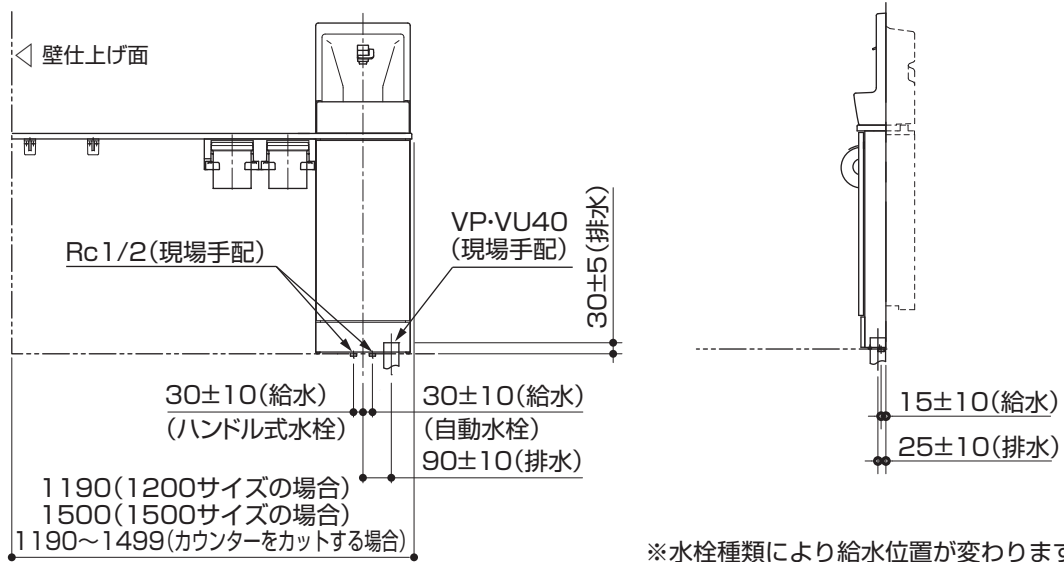 壁仕上げ面
Rc1/2(現場手配)
VP・VU40
(現場手配)
30±5(排水)
30±10(給水)
(ハンドル式水栓)
30±10(給水)
(自動水栓)
90±10(排水)
1190(1200サイズの場合)
1500(1500サイズの場合)
1190〜1499(カウンターをカットする場合)
15±10(給水)
25±10(排水)
※水栓種類により給水位置が変わります